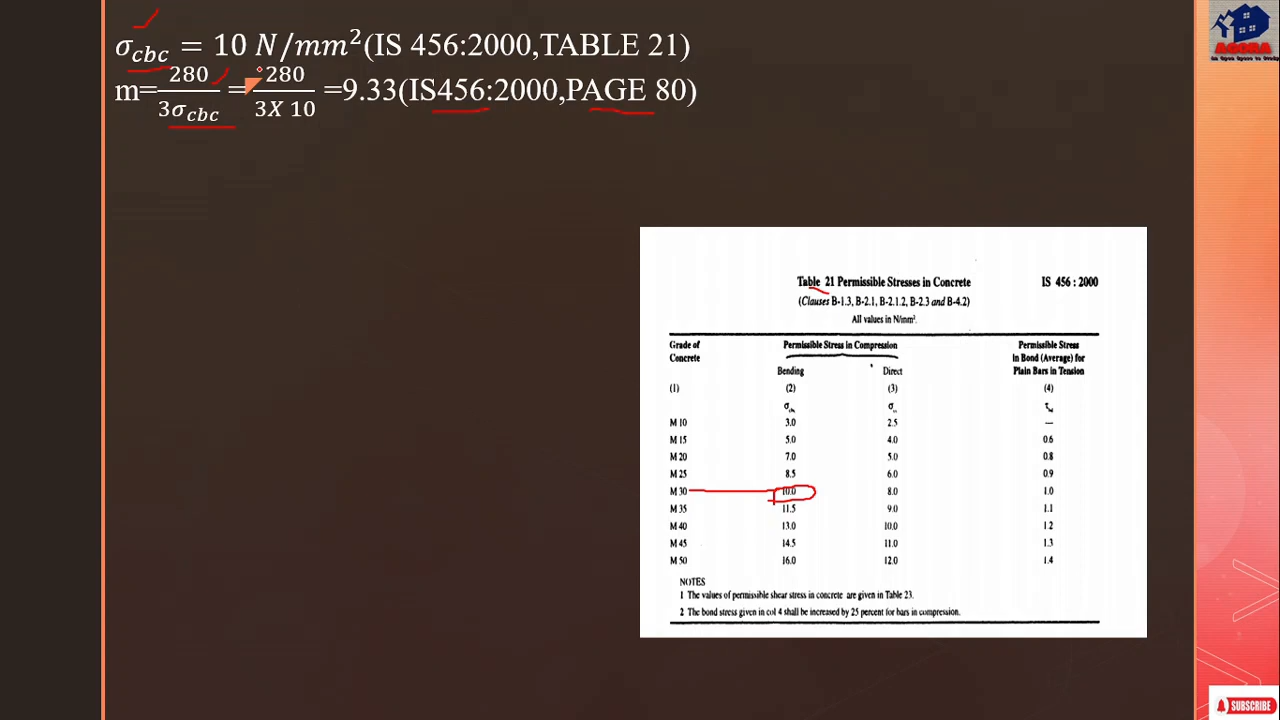 σcbc = 10 N/mm²(IS 456:2000,TABLE 21)
m=280/3σcbc = 280/3X 10 =9.33(IS456:2000,PAGE 80)
AGORA
Table 21 Permissible Stresses in Concrete
IS 456 : 2000
(Clauses B-1.3, B-2.1, B-2.1.2, B-2.3 and B-4.2)
All values in N/mm².
Grade of Concrete
Permissible Stress in Compression
Permissible Stress in Bond (Average) for Plain Bars in Tension
Bending Direct
(1) (2) (3) (4)
M 10 3.0 2.5 —
M 15 5.0 4.0 0.6
M 20 7.0 5.0 0.8
M 25 8.5 6.0 0.9
M 30 10.0 8.0 1.0
M 35 11.5 9.0 1.1
M 40 13.0 10.0 1.2
M 45 14.5 11.0 1.3
M 50 16.0 12.0 1.4
NOTES
1 The values of permissible shear stress in concrete are given in Table 23.
2 The bond stress given in col 4 shall be increased by 25 percent for bars in compression.
SUBSCRIBE